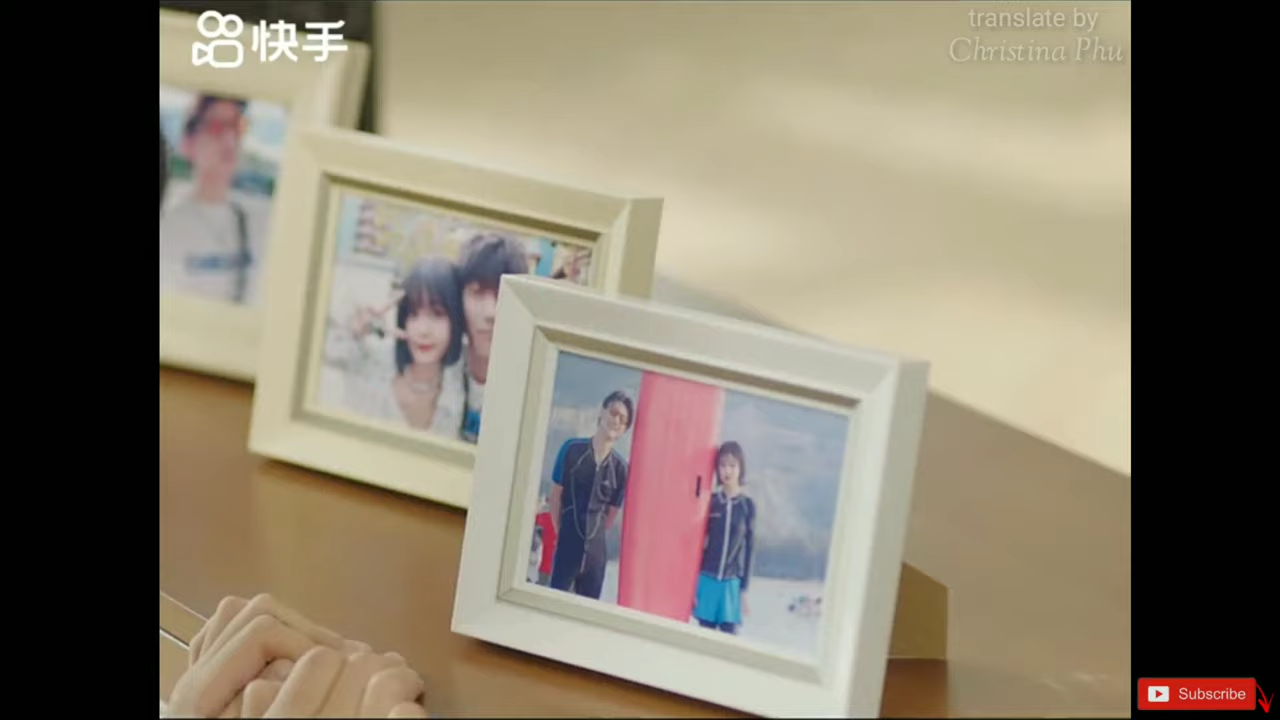 快手
translate by
Christina Phu
Subscribe